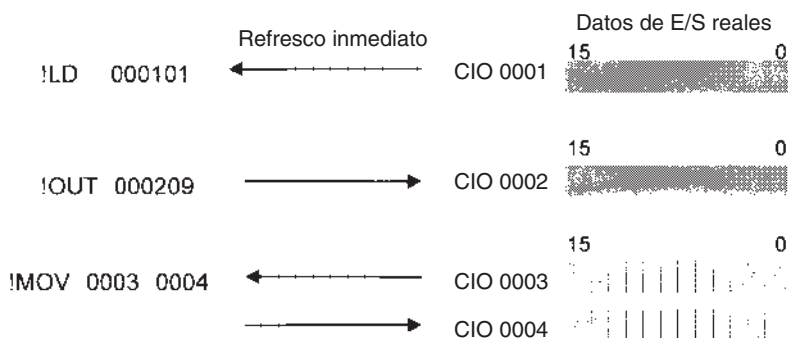 Datos de E/S reales
Refresco inmediato
15 0
!LD 000101 CIO 0001
15 0
!OUT 000209 CIO 0002
15 0
!MOV 0003 0004 CIO 0003
CIO 0004